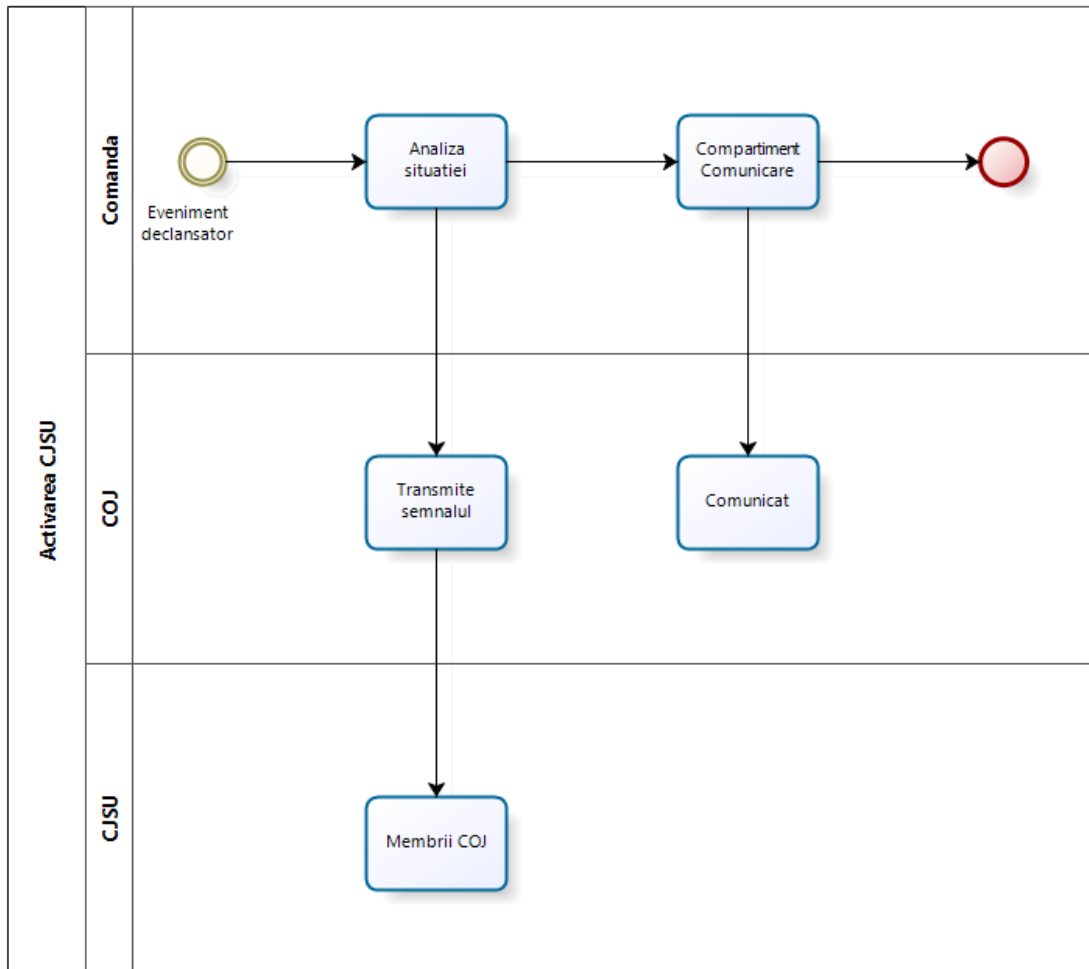 Activarea CJSU
Comanda
Eveniment
declansator
Analiza
situatiei
Compartiment
Comunicare
COJ
Transmite
semnalul
Comunicat
CJSU
Membrii COJ